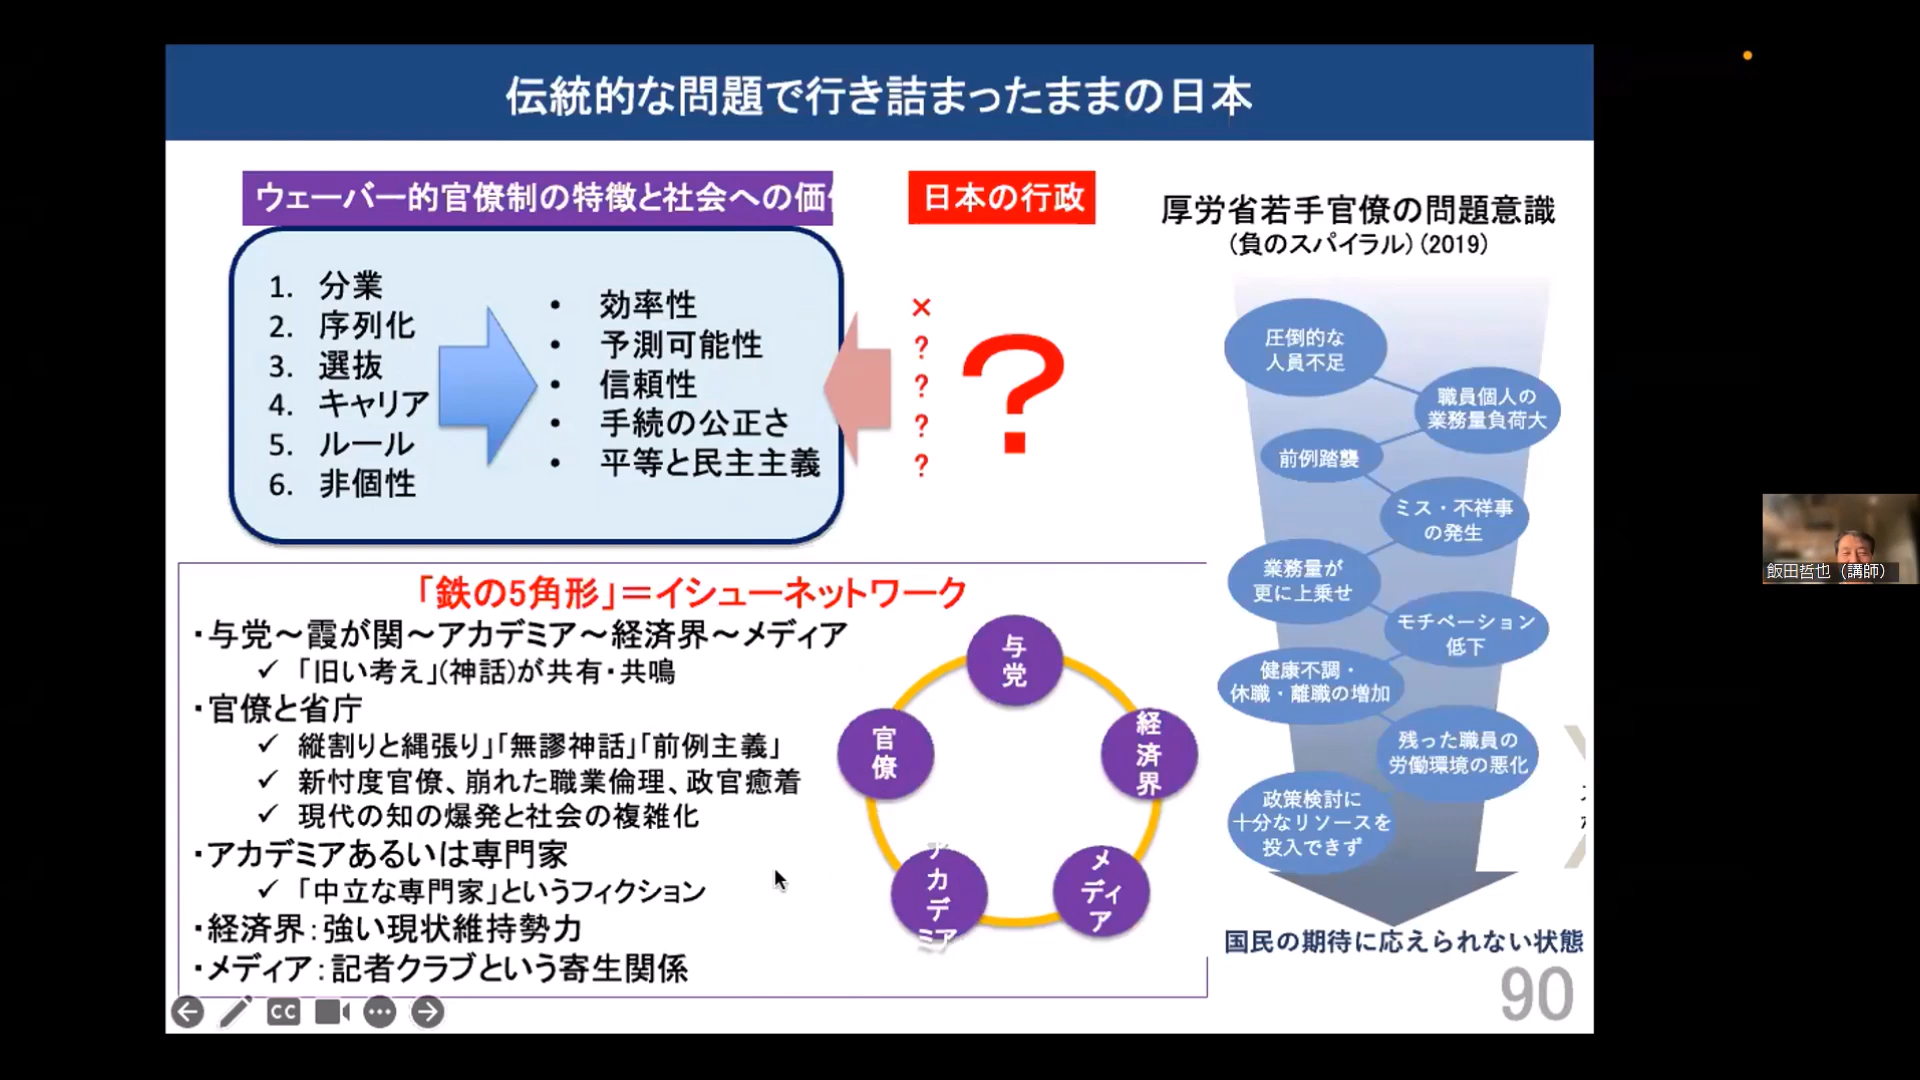 伝統的な問題で行き詰まったままの日本
ウェーバー的官僚制の特徴と社会への価
1. 分業
2. 序列化
3. 選抜
4. キャリア
5. ルール
6. 非個性
• 効率性
• 予測可能性
• 信頼性
• 手続の公正さ
• 平等と民主主義
日本の行政
×
?
?
?
?
?
厚労省若手官僚の問題意識
(負のスパイラル)(2019)
圧倒的な
人員不足
職員個人の
業務量負荷大
前例踏襲
ミス・不祥事
の発生
業務量が
更に上乗せ
モチベーション
低下
健康不調・
休職・離職の増加
残った職員の
労働環境の悪化
政策検討に
十分なリソースを
投入できず
国民の期待に応えられない状態
「鉄の5角形」＝イシューネットワーク
・与党～霞が関～アカデミア～経済界～メディア
✓ 「旧い考え」(神話)が共有・共鳴
・官僚と省庁
✓ 縦割りと縄張り」「無謬神話」「前例主義」
✓ 新忖度官僚、崩れた職業倫理、政官癒着
✓ 現代の知の爆発と社会の複雑化
・アカデミアあるいは専門家
✓ 「中立な専門家」というフィクション
・経済界：強い現状維持勢力
・メディア：記者クラブという寄生関係
与党
経済界
メディア
アカデミア
官僚
90
CC
飯田哲也（講師）